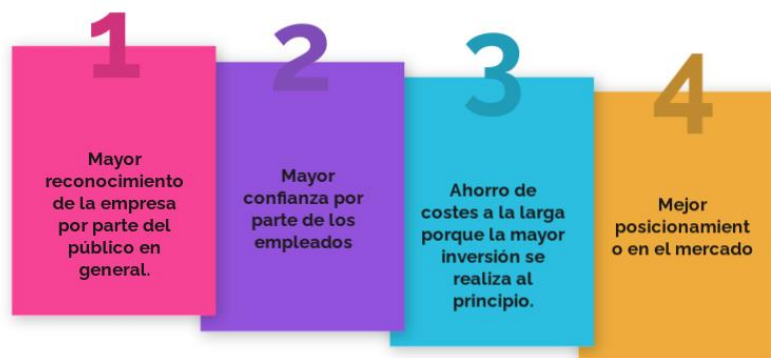 1
Mayor
reconocimiento
de la empresa
por parte del
público en
general.
2
Mayor
confianza por
parte de los
empleados
3
Ahorro de
costes a la larga
porque la mayor
inversión se
realiza al
principio.
4
Mejor
posicionamient
o en el mercado